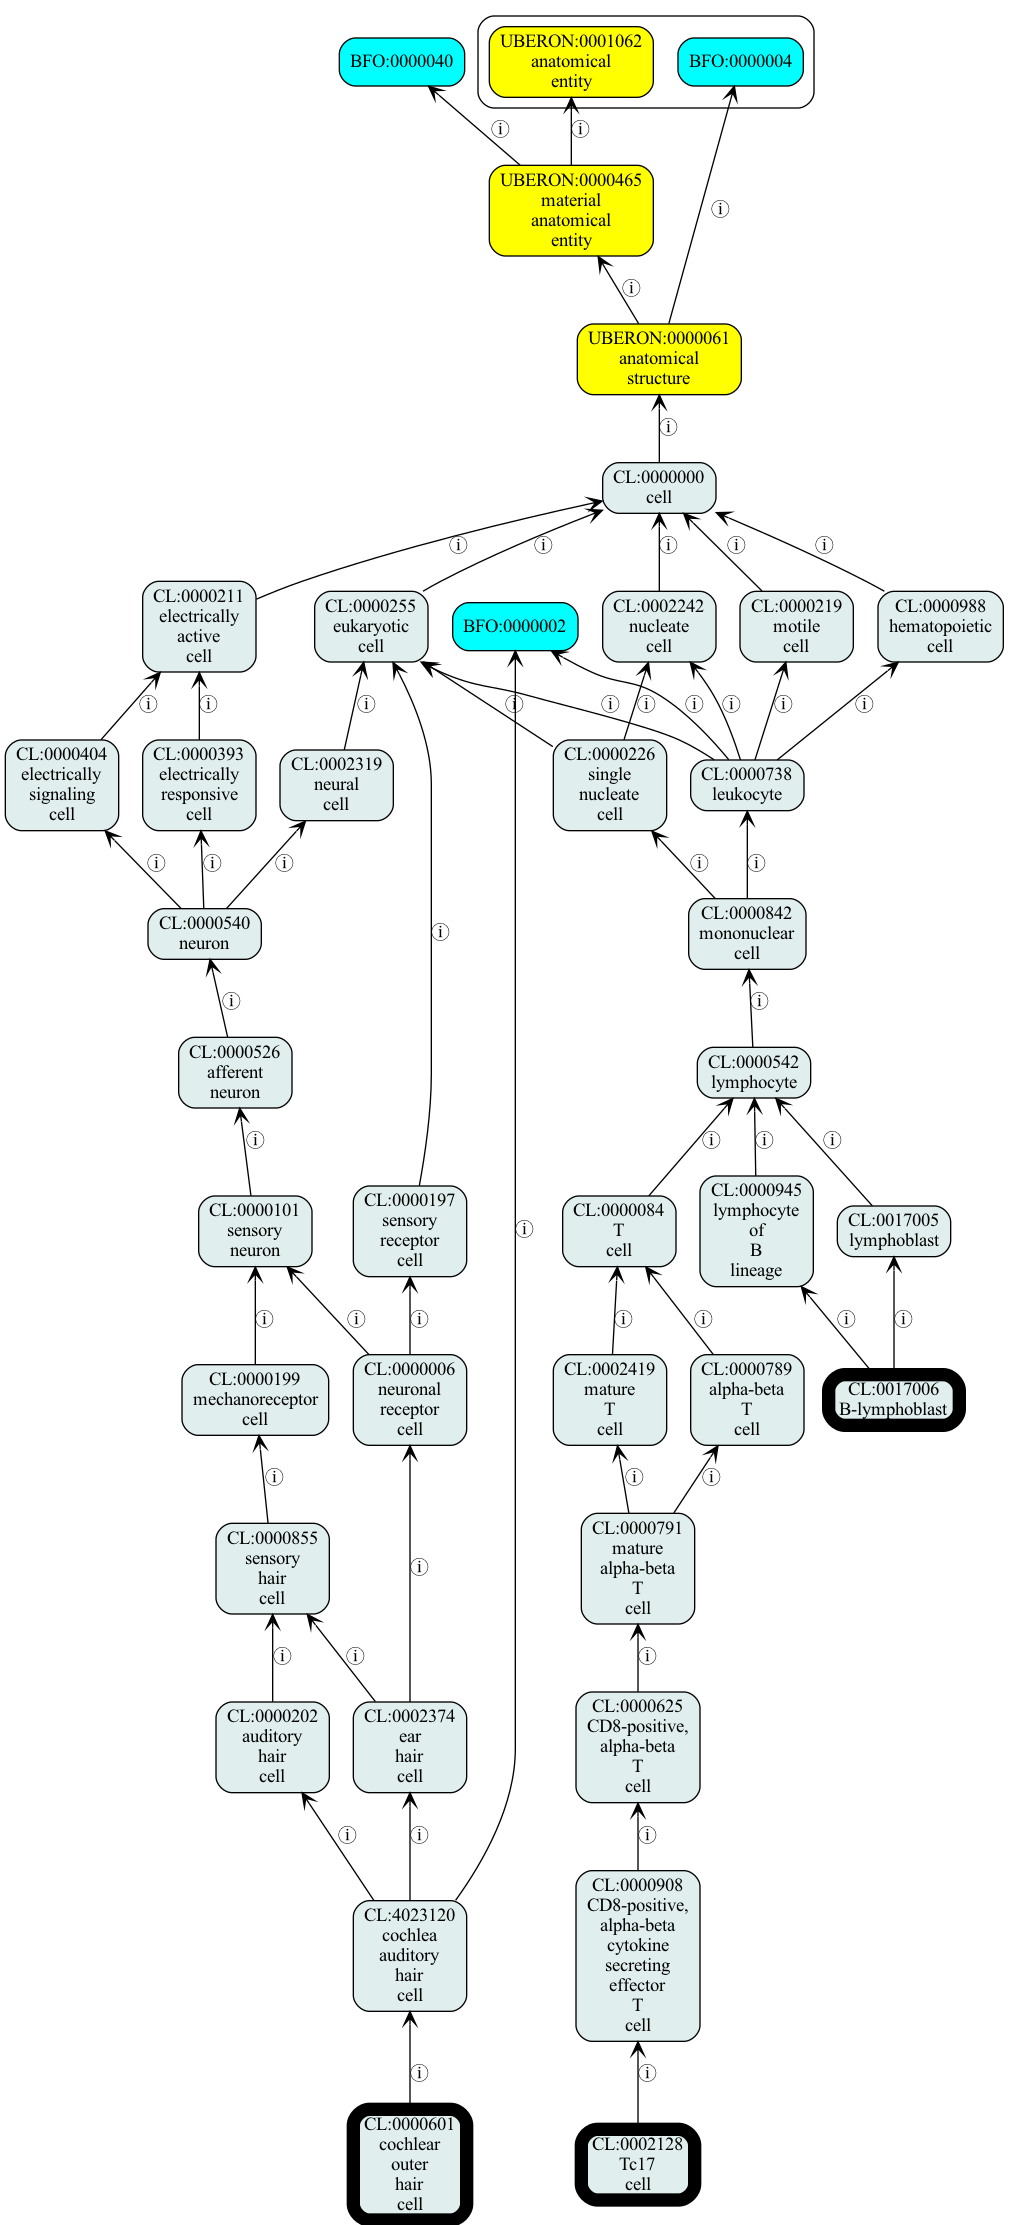 BFO:0000040
UBERON:0001062
anatomical
entity
BFO:0000004
i
i
UBERON:0000465
material
anatomical
entity
i
i
UBERON:0000061
anatomical
structure
i
CL:0000000
cell
i
i
i
i
i
CL:0000211
electrically
active
cell
CL:0000255
eukaryotic
cell
BFO:0000002
CL:0002242
nucleate
cell
CL:0000219
motile
cell
CL:0000988
hematopoietic
cell
i
i
i
i
i
i
i
i
i
i
CL:0000404
electrically
signaling
cell
CL:0000393
electrically
responsive
cell
CL:0002319
neural
cell
CL:0000226
single
nucleate
cell
CL:0000738
leukocyte
i
i
i
i
i
CL:0000540
neuron
i
CL:0000842
mononuclear
cell
i
i
CL:0000526
afferent
neuron
CL:0000542
lymphocyte
i
i
i
i
CL:0000101
sensory
neuron
CL:0000197
sensory
receptor
cell
i
CL:0000084
T
cell
CL:0000945
lymphocyte
of
B
lineage
CL:0017005
lymphoblast
i
i
i
i
i
i
i
CL:0000199
mechanoreceptor
cell
CL:0000006
neuronal
receptor
cell
CL:0002419
mature
T
cell
CL:0000789
alpha-beta
T
cell
CL:0017006
B-lymphoblast
i
i
i
CL:0000855
sensory
hair
cell
i
CL:0000791
mature
alpha-beta
T
cell
i
i
i
CL:0000202
auditory
hair
cell
CL:0002374
ear
hair
cell
CL:0000625
CD8-positive,
alpha-beta
T
cell
i
i
i
CL:4023120
cochlea
auditory
hair
cell
CL:0000908
CD8-positive,
alpha-beta
cytokine
secreting
effector
T
cell
i
i
CL:0000601
cochlear
outer
hair
cell
CL:0002128
Tc17
cell